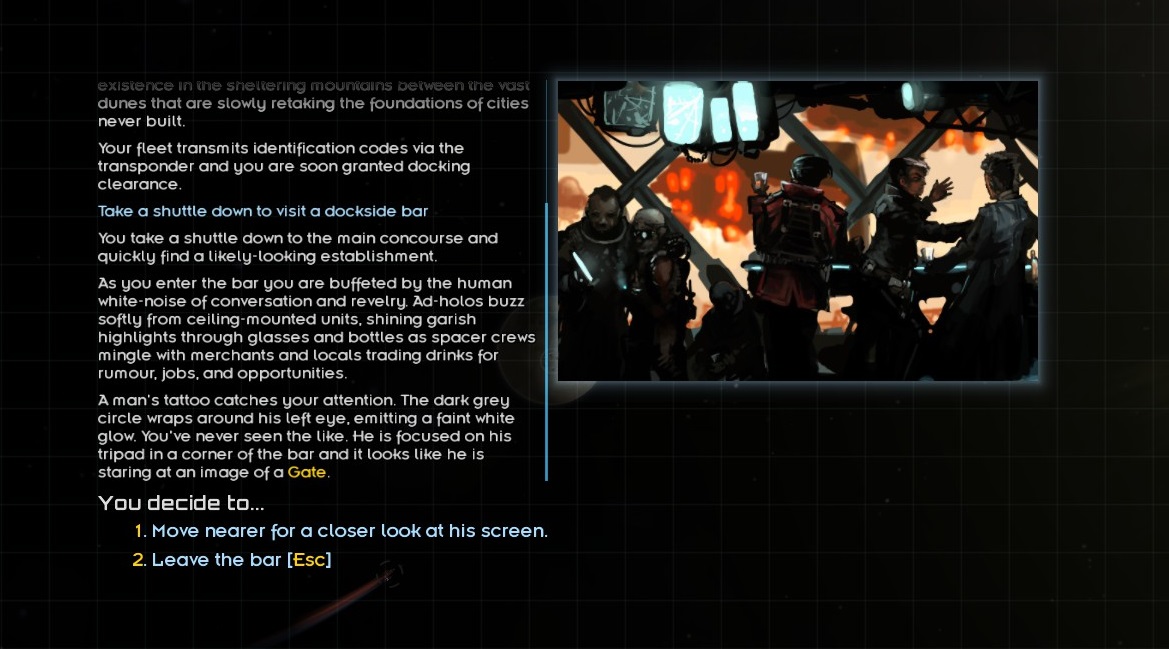 existence in the sheltering mountains between the vast
dunes that are slowly retaking the foundations of cities
never built.
Your fleet transmits identification codes via the
transponder and you are soon granted docking
clearance.
Take a shuttle down to visit a dockside bar
You take a shuttle down to the main concourse and
quickly find a likely-looking establishment.
As you enter the bar you are buffeted by the human
white-noise of conversation and revelry. Ad-holos buzz
softly from ceiling-mounted units, shining garish
highlights through glasses and bottles as spacer crews
mingle with merchants and locals trading drinks for
rumour, jobs, and opportunities.
A man's tattoo catches your attention. The dark grey
circle wraps around his left eye, emitting a faint white
glow. You've never seen the like. He is focused on his
tripad in a corner of the bar and it looks like he is
staring at an image of a Gate.
You decide to...
1. Move nearer for a closer look at his screen.
2. Leave the bar [Esc]